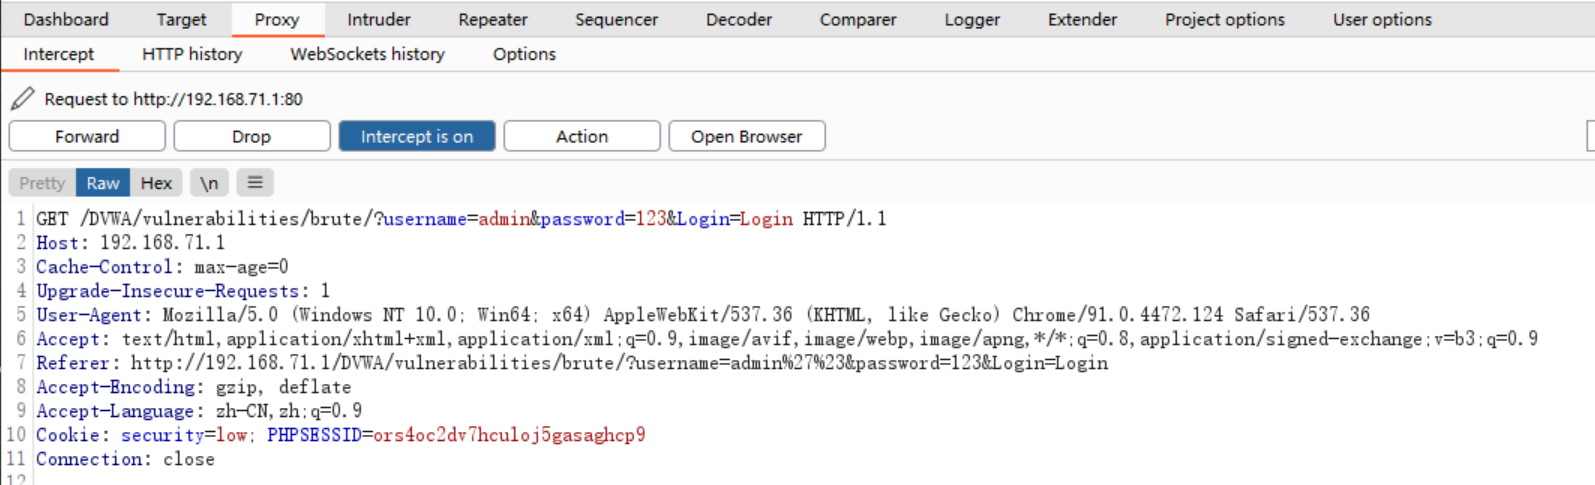 Dashboard Target Proxy Intruder Repeater Sequencer Decoder Comparer Logger Extender Project options User options
Intercept HTTP history WebSockets history Options
Request to http://192.168.71.1:80
Forward Drop Intercept is on Action Open Browser
Pretty Raw Hex \n ≡
1 GET /DVWA/vulnerabilities/brute/?username=admin&password=123&Login=Login HTTP/1.1
2 Host: 192.168.71.1
3 Cache-Control: max-age=0
4 Upgrade-Insecure-Requests: 1
5 User-Agent: Mozilla/5.0 (Windows NT 10.0; Win64; x64) AppleWebKit/537.36 (KHTML, like Gecko) Chrome/91.0.4472.124 Safari/537.36
6 Accept: text/html,application/xhtml+xml,application/xml;q=0.9,image/avif,image/webp,image/apng,*/*;q=0.8,application/signed-exchange;v=b3;q=0.9
7 Referer: http://192.168.71.1/DVWA/vulnerabilities/brute/?username=admin%27%23&password=123&Login=Login
8 Accept-Encoding: gzip, deflate
9 Accept-Language: zh-CN,zh;q=0.9
10 Cookie: security=low; PHPSESSID=ors4oc2dv7hculoj5gasaghcp9
11 Connection: close
12